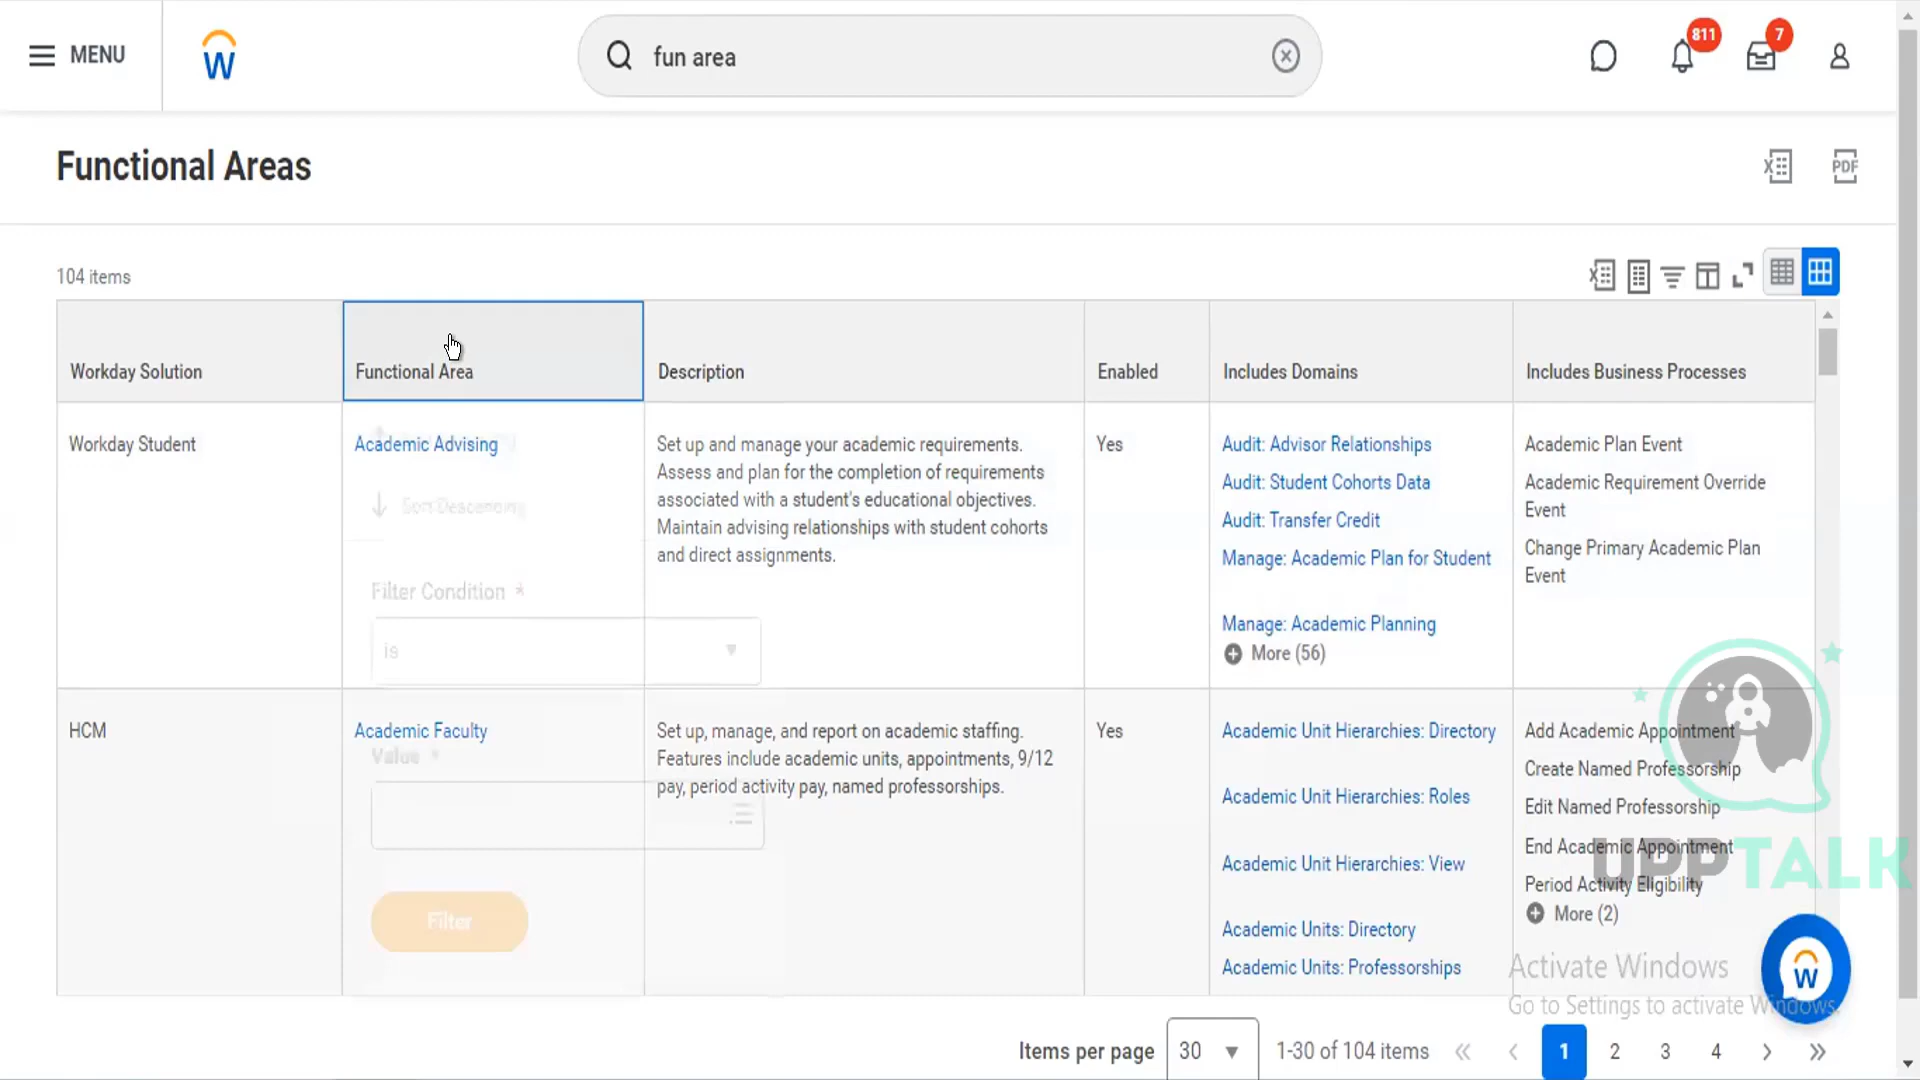 MENU
fun area
811
7
Functional Areas
PDF
104 items
Workday Solution
Functional Area
Description
Enabled
Includes Domains
Includes Business Processes
Workday Student
Academic Advising
Set up and manage your academic requirements.
Assess and plan for the completion of requirements
associated with a student's educational objectives.
Maintain advising relationships with student cohorts
and direct assignments.
Yes
Audit: Advisor Relationships
Audit: Student Cohorts Data
Audit: Transfer Credit
Manage: Academic Plan for Student
Manage: Academic Planning
More (56)
Academic Plan Event
Academic Requirement Override
Event
Change Primary Academic Plan
Event
Sort Descending
Filter Condition *
is
HCM
Academic Faculty
Set up, manage, and report on academic staffing.
Features include academic units, appointments, 9/12
pay, period activity pay, named professorships.
Yes
Academic Unit Hierarchies: Directory
Academic Unit Hierarchies: Roles
Academic Unit Hierarchies: View
Academic Units: Directory
Academic Units: Professorships
Add Academic Appointment
Create Named Professorship
Edit Named Professorship
End Academic Appointment
Period Activity Eligibility
More (2)
Value *
Filter
UPPTALK
Activate Windows
Go to Settings to activate Windows.
Items per page
30
1-30 of 104 items
1
2
3
4